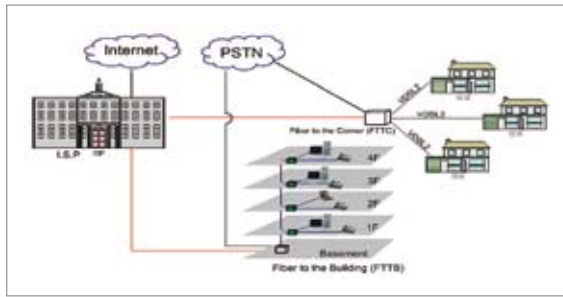 Internet
PSTN
VDSL2
VDSL2
VDSL2
I.S.P
Fiber to the Corner (FTTC)
4F
3F
2F
1F
Basement
Fiber to the Building (FTTB)